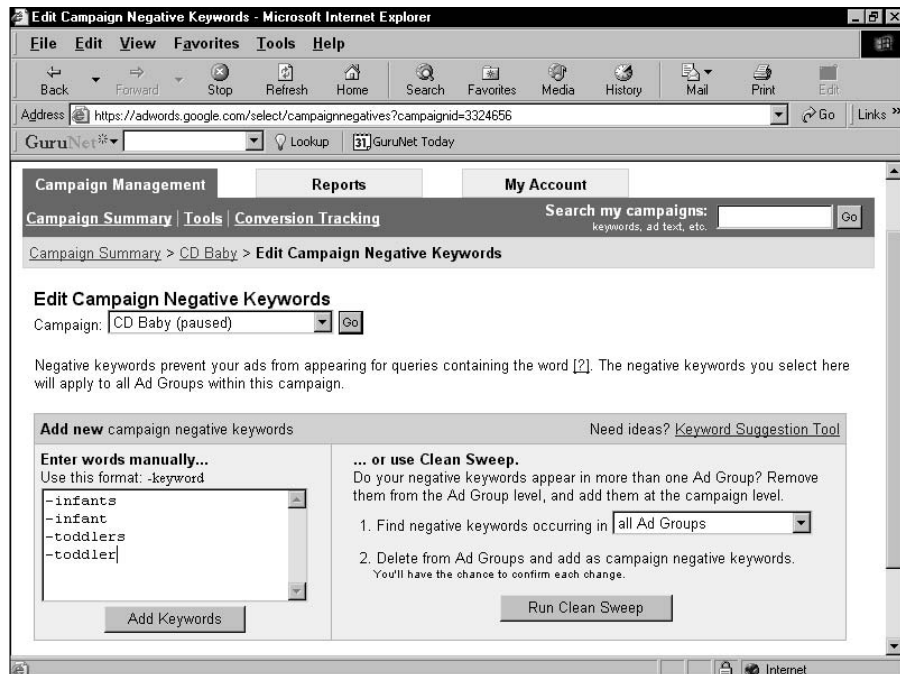 Edit Campaign Negative Keywords - Microsoft Internet Explorer
File Edit View Favorites Tools Help
Back Forward Stop Refresh Home Search Favorites Media History Mail Print Edit
Address https://adwords.google.com/select/campaignnegatives?campaignid=3324656 Go Links »
GuruNet Lookup 31 GuruNet Today
Campaign Management Reports My Account
Campaign Summary | Tools | Conversion Tracking Search my campaigns: Go
keywords, ad text, etc.
Campaign Summary > CD Baby > Edit Campaign Negative Keywords
Edit Campaign Negative Keywords
Campaign: CD Baby (paused) Go
Negative keywords prevent your ads from appearing for queries containing the word [?]. The negative keywords you select here
will apply to all Ad Groups within this campaign.
Add new campaign negative keywords Need ideas? Keyword Suggestion Tool
Enter words manually...
Use this format: -keyword
-infants
-infant
-toddlers
-toddler
Add Keywords
... or use Clean Sweep.
Do your negative keywords appear in more than one Ad Group? Remove
them from the Ad Group level, and add them at the campaign level.
1. Find negative keywords occurring in all Ad Groups
2. Delete from Ad Groups and add as campaign negative keywords.
You'll have the chance to confirm each change.
Run Clean Sweep
Internet